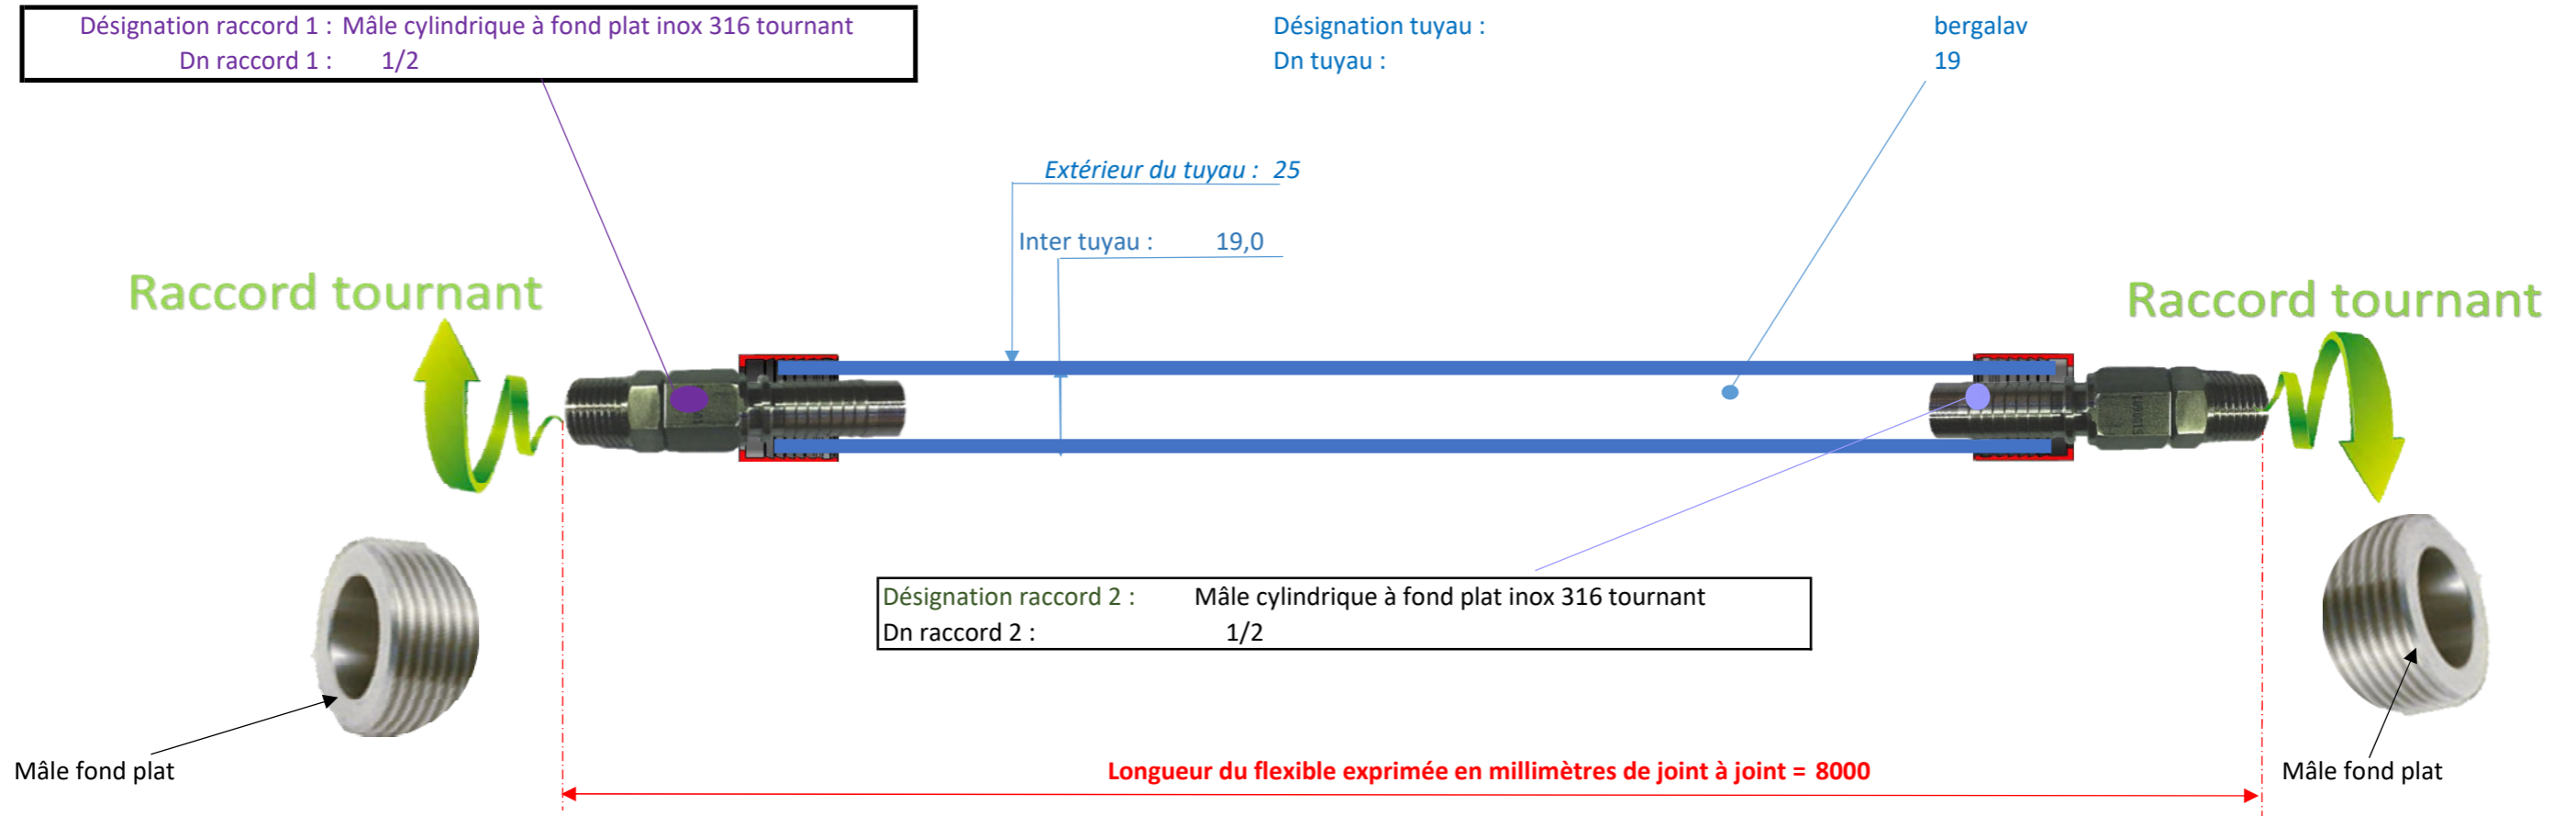 Désignation raccord 1 : Mâle cylindrique à fond plat inox 316 tournant
Dn raccord 1 : 1/2
Désignation tuyau : bergalav
Dn tuyau : 19
Extérieur du tuyau : 25
Inter tuyau : 19,0
Raccord tournant
Raccord tournant
Désignation raccord 2 : Mâle cylindrique à fond plat inox 316 tournant
Dn raccord 2 : 1/2
Mâle fond plat
Longueur du flexible exprimée en millimètres de joint à joint = 8000
Mâle fond plat